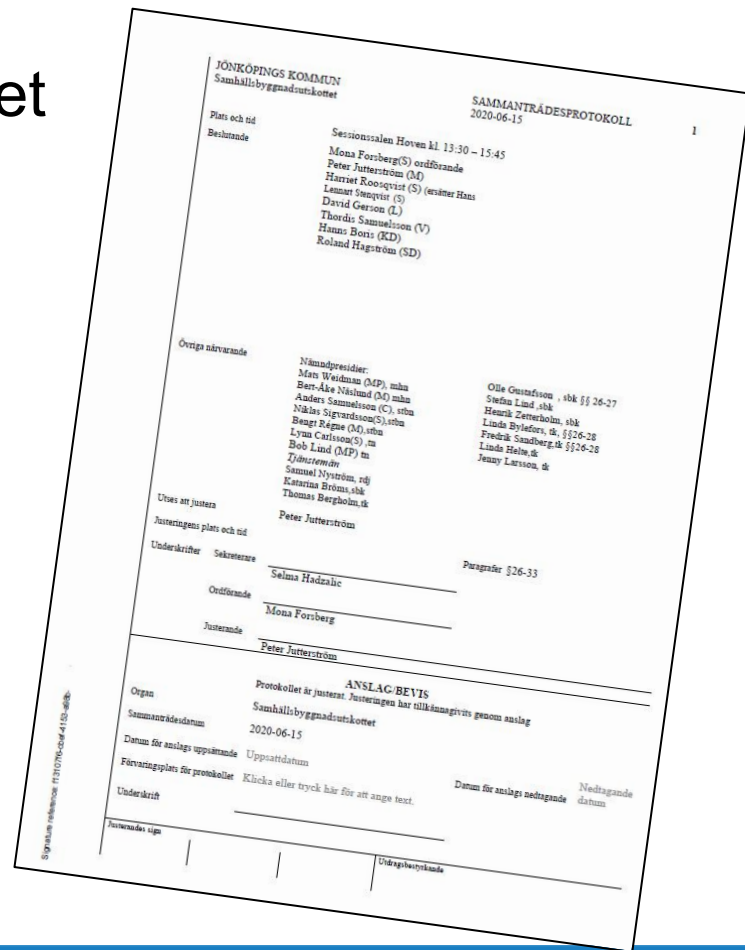 et
JÖNKÖPINGS KOMMUN
Samhällsbyggnadsutskottet
SAMMANTRÄDESPROTOKOLL 1
2020-06-15
Plats och tid Sessionssalen Hoven kl. 13:30 – 15:45
Beslutande Mona Forsberg(S) ordförande
Peter Jutterström (M)
Harriet Roosqvist (S) (ersätter Hans
Lennart Stenqvist (S)
David Gerson (L)
Thordis Samuelsson (V)
Hanns Boris (KD)
Roland Hagström (SD)
Övriga närvarande Nämndpresidier:
Mats Weidman (MP), mhn
Bert-Åke Näslund (M) mhn
Anders Samuelsson (C), stbn
Niklas Sigvardsson(S),stbn
Bengt Régne (M),stbn
Lynn Carlsson(S) ,tn
Bob Lind (MP) tn
Tjänstemän
Samuel Nyström, rdj
Katarina Bröms,sbk
Thomas Bergholm,tk
Olle Gustafsson , sbk §§ 26-27
Stefan Lind ,sbk
Henrik Zetterholm, sbk
Linda Bylefors, tk, §§26-28
Fredrik Sandberg,tk §§26-28
Linda Helte,tk
Jenny Larsson, tk
Utses att justera Peter Jutterström
Justeringens plats och tid
Underskrifter Sekreterare Paragrafer §26-33
Selma Hadzalic
Ordförande
Mona Forsberg
Justerande
Peter Jutterström
ANSLAG/BEVIS
Protokollet är justerat. Justeringen har tillkännagivits genom anslag
Organ Samhällsbyggnadsutskottet
Sammanträdesdatum 2020-06-15
Datum för anslags uppsättande Uppsattdatum Datum för anslags nedtagande Nedtagande
datum
Förvaringsplats för protokollet Klicka eller tryck här för att ange text.
Underskrift
Justerandes sign Utdragsbestyrkande